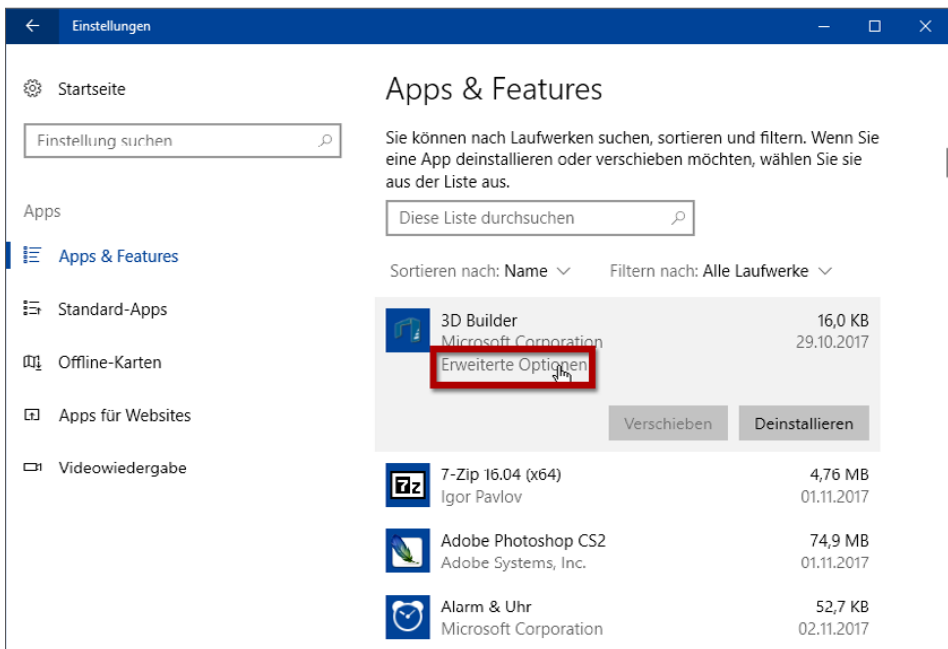 Einstellungen
Startseite
Einstellung suchen
Apps
Apps & Features
Standard-Apps
Offline-Karten
Apps für Websites
Videowiedergabe
Apps & Features
Sie können nach Laufwerken suchen, sortieren und filtern. Wenn Sie
eine App deinstallieren oder verschieben möchten, wählen Sie sie
aus der Liste aus.
Diese Liste durchsuchen
Sortieren nach: Name Filtern nach: Alle Laufwerke
3D Builder 16,0 KB
Microsoft Corporation 29.10.2017
Erweiterte Optionen
Verschieben Deinstallieren
7-Zip 16.04 (x64) 4,76 MB
7z Igor Pavlov 01.11.2017
Adobe Photoshop CS2 74,9 MB
Adobe Systems, Inc. 01.11.2017
Alarm & Uhr 52,7 KB
Microsoft Corporation 02.11.2017